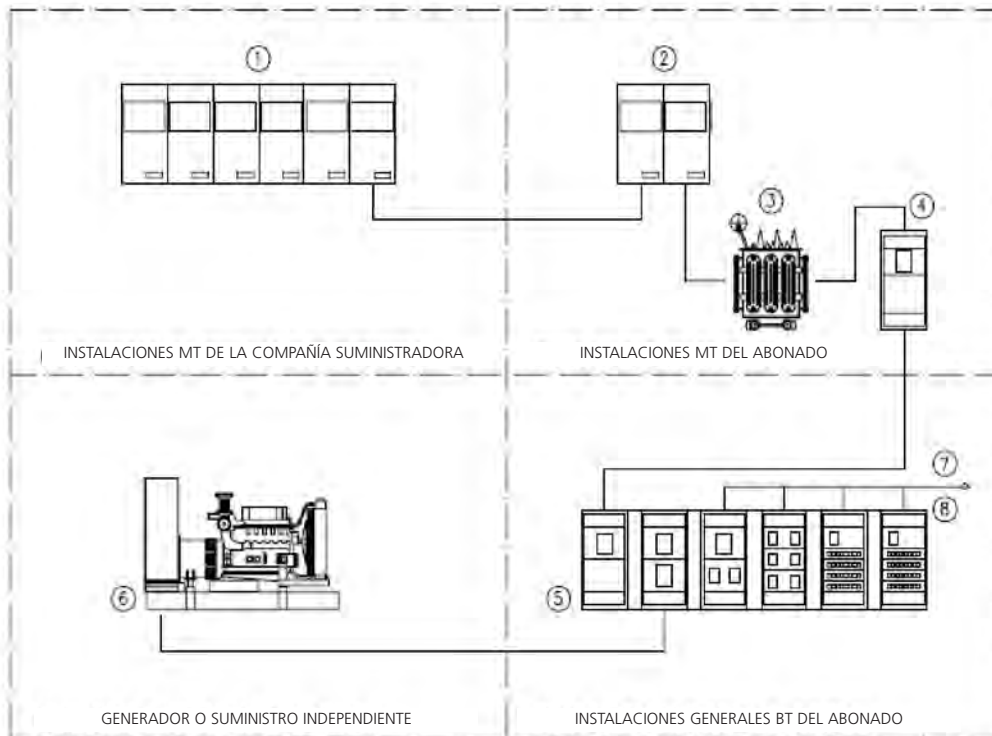 1
2
3
4
INSTALACIONES MT DE LA COMPAÑÍA SUMINISTRADORA
INSTALACIONES MT DEL ABONADO
7
8
5
6
GENERADOR O SUMINISTRO INDEPENDIENTE
INSTALACIONES GENERALES BT DEL ABONADO